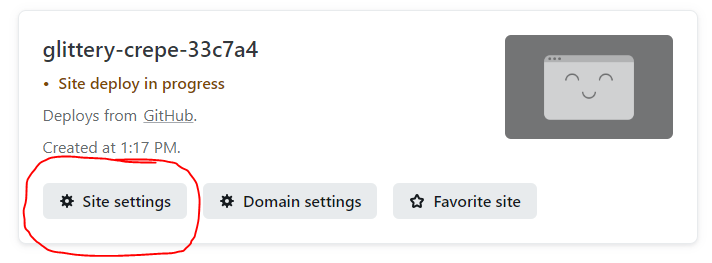 glittery-crepe-33c7a4
• Site deploy in progress
Deploys from GitHub.
Created at 1:17 PM.
Site settings
Domain settings
Favorite site